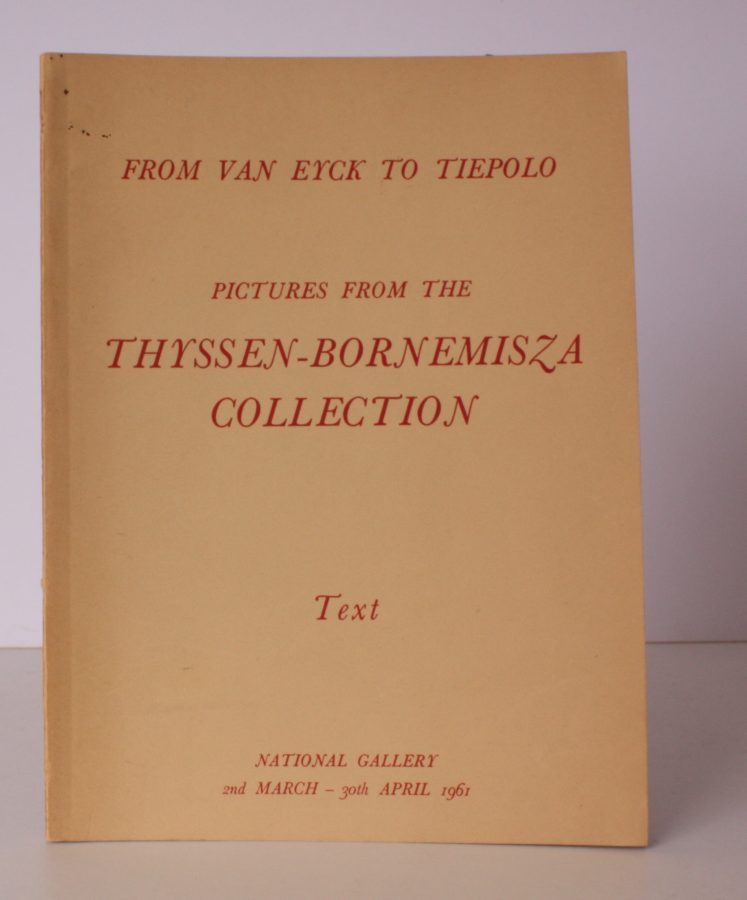 FROM VAN EYCK TO TIEPOLO
PICTURES FROM THE
THYSSEN-BORNEMISZA
COLLECTION
Text
NATIONAL GALLERY
2nd MARCH – 30th APRIL 1961